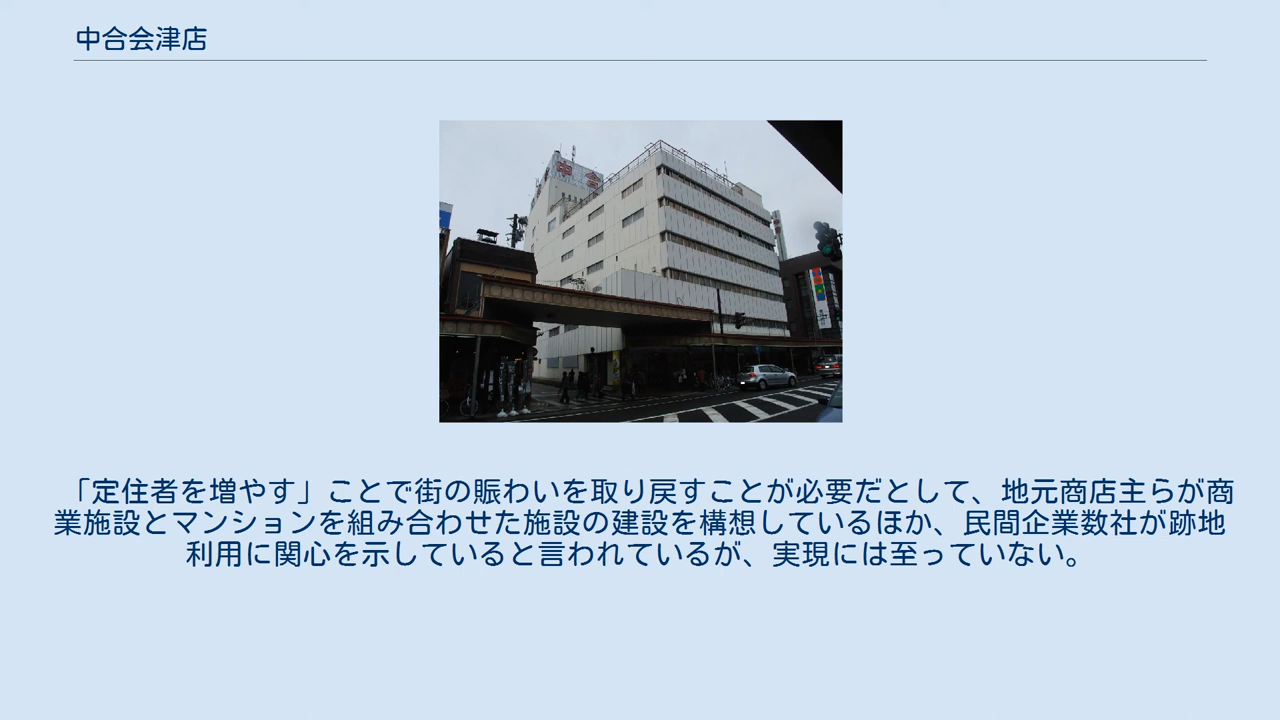 中合会津店
中合
「定住者を増やす」ことで街の賑わいを取り戻すことが必要だとして、地元商店主らが商
業施設とマンションを組み合わせた施設の建設を構想しているほか、民間企業数社が跡地
利用に関心を示していると言われているが、実現には至っていない。